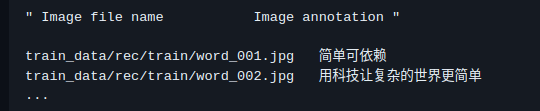 " Image file name           Image annotation "
train_data/rec/train/word_001.jpg   简单可依赖
train_data/rec/train/word_002.jpg   用科技让复杂的世界更简单
...